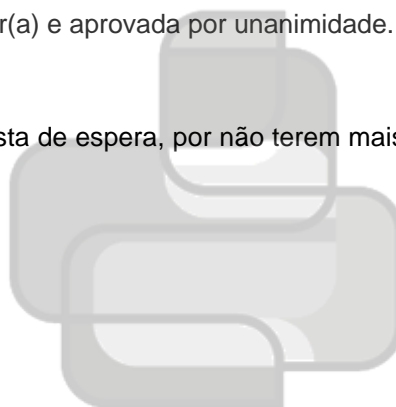 r(a) e aprovada por unanimidade.
sta de espera, por não terem mais